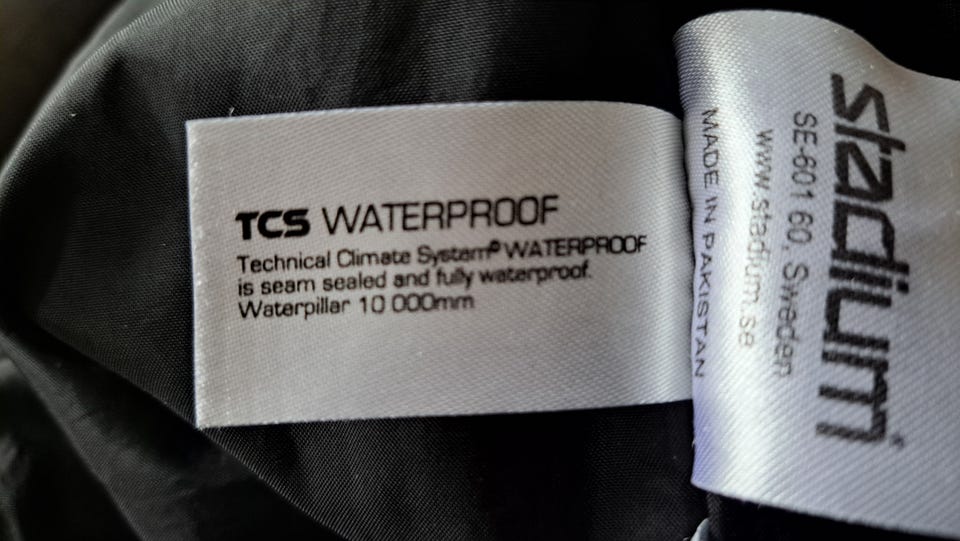 TCS WATERPROOF
Technical Climate System® WATERPROOF
is seam sealed and fully waterproof.
Waterpillar 10 000mm
stadium®
SE-601 60, Sweden
www.stadium.se
MADE IN PAKISTAN